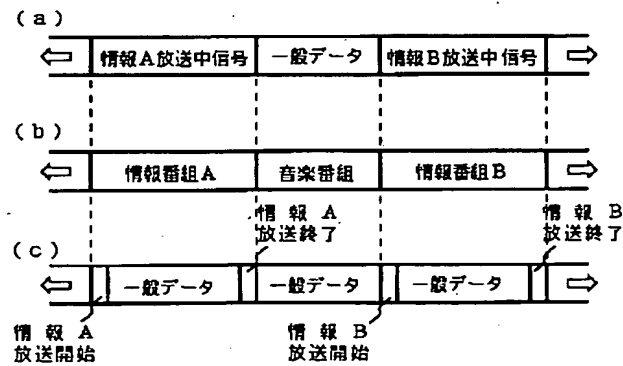 (a)
情報A放送中信号 一般データ 情報B放送中信号
(b)
情報番組A 音楽番組 情報番組B
情報A
放送終了
情報B
放送終了
(c)
一般データ 一般データ 一般データ
情報A
放送開始
情報B
放送開始